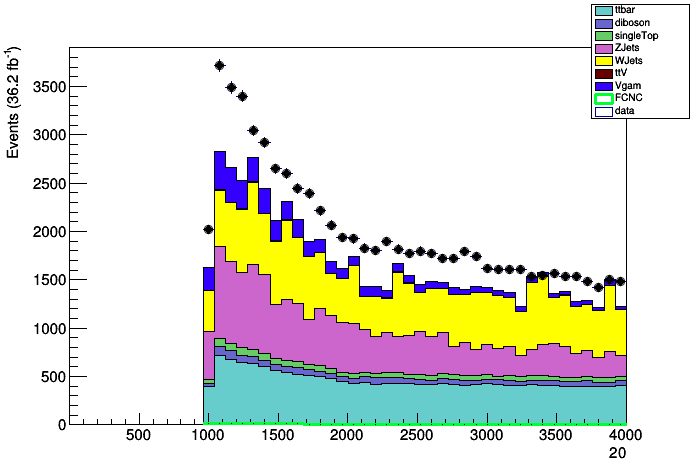 ttbar
diboson
singleTop
ZJets
WJets
ttV
Vgam
FCNC
data
Events (36.2 fb⁻¹)
3500
3000
2500
2000
1500
1000
500
0
500 1000 1500 2000 2500 3000 3500 4000
20